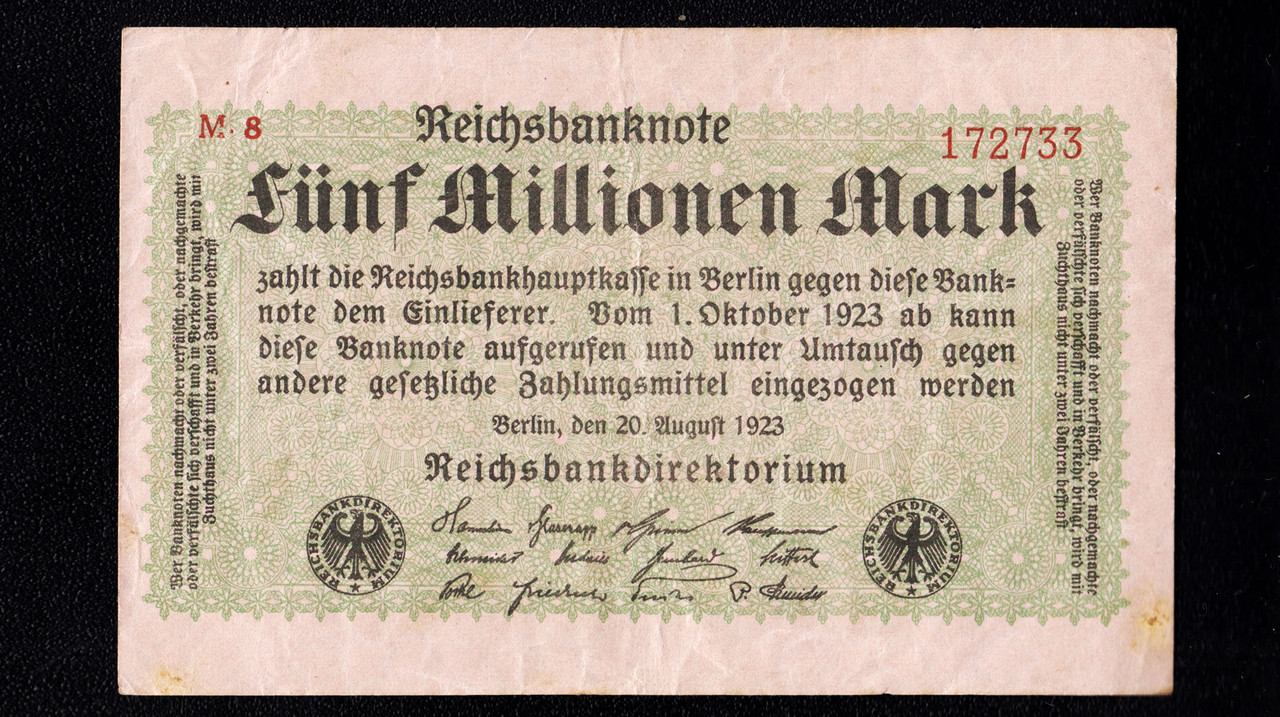 M· 8
Reichsbanknote
172733
Fünf Millionen Mark
zahlt die Reichsbankhauptkasse in Berlin gegen diese Bank=
note dem Einlieferer. Vom 1. Oktober 1923 ab kann
diese Banknote aufgerufen und unter Umtausch gegen
andere gesetzliche Zahlungsmittel eingezogen werden
Berlin, den 20. August 1923
Reichsbankdirektorium
Wer Banknoten nachmacht oder verfälscht, oder nachgemachte
oder verfälschte sich verschafft und in Verkehr bringt, wird mit
Zuchthaus nicht unter zwei Jahren bestraft
Wer Banknoten nachmacht oder verfälscht, oder nachgemachte
oder verfälschte sich verschafft und in Verkehr bringt, wird mit
Zuchthaus nicht unter zwei Jahren bestraft
REICHSBANKDIREKTORIUM
REICHSBANKDIREKTORIUM
Kauffmann
Schneider
Friedrich
P. Schneider